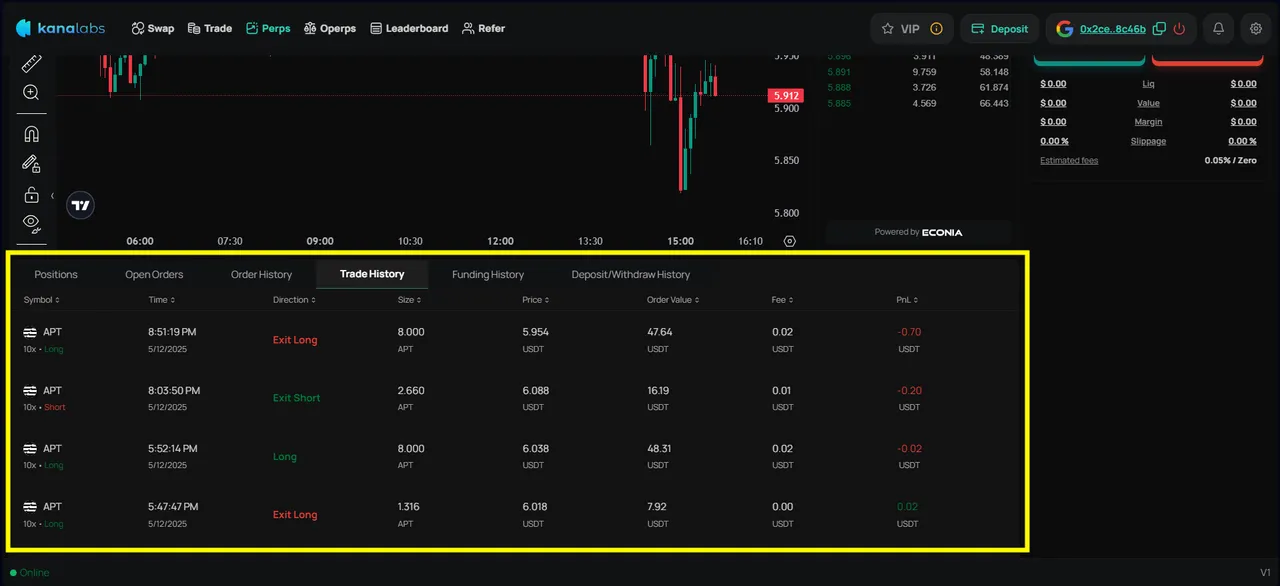 kanalabs Swap Trade Perps Operps Leaderboard Refer VIP Deposit 0x2ce..8c46b
5.912
5.900
5.850
5.800
06:00 07:30 09:00 10:30 12:00 13:30 15:00 16:10
5.891 9.759 58.148
5.888 3.726 61.874
5.885 4.569 66.443
Powered by ECONIA
$0.00 Liq $0.00
$0.00 Value $0.00
$0.00 Margin $0.00
0.00% Slippage 0.00%
Estimated fees 0.05% / Zero
Positions Open Orders Order History Trade History Funding History Deposit/Withdraw History
Symbol Time Direction Size Price Order Value Fee PnL
APT 8:51:19 PM Exit Long 8.000 5.954 47.64 0.02 -0.70
10x • Long 5/12/2025 APT USDT USDT USDT USDT
APT 8:03:50 PM Exit Short 2.660 6.088 16.19 0.01 -0.20
10x • Short 5/12/2025 APT USDT USDT USDT USDT
APT 5:52:14 PM Long 8.000 6.038 48.31 0.02 -0.02
10x • Long 5/12/2025 APT USDT USDT USDT USDT
APT 5:47:47 PM Exit Long 1.316 6.018 7.92 0.00 0.02
10x • Long 5/12/2025 APT USDT USDT USDT USDT
Online V1